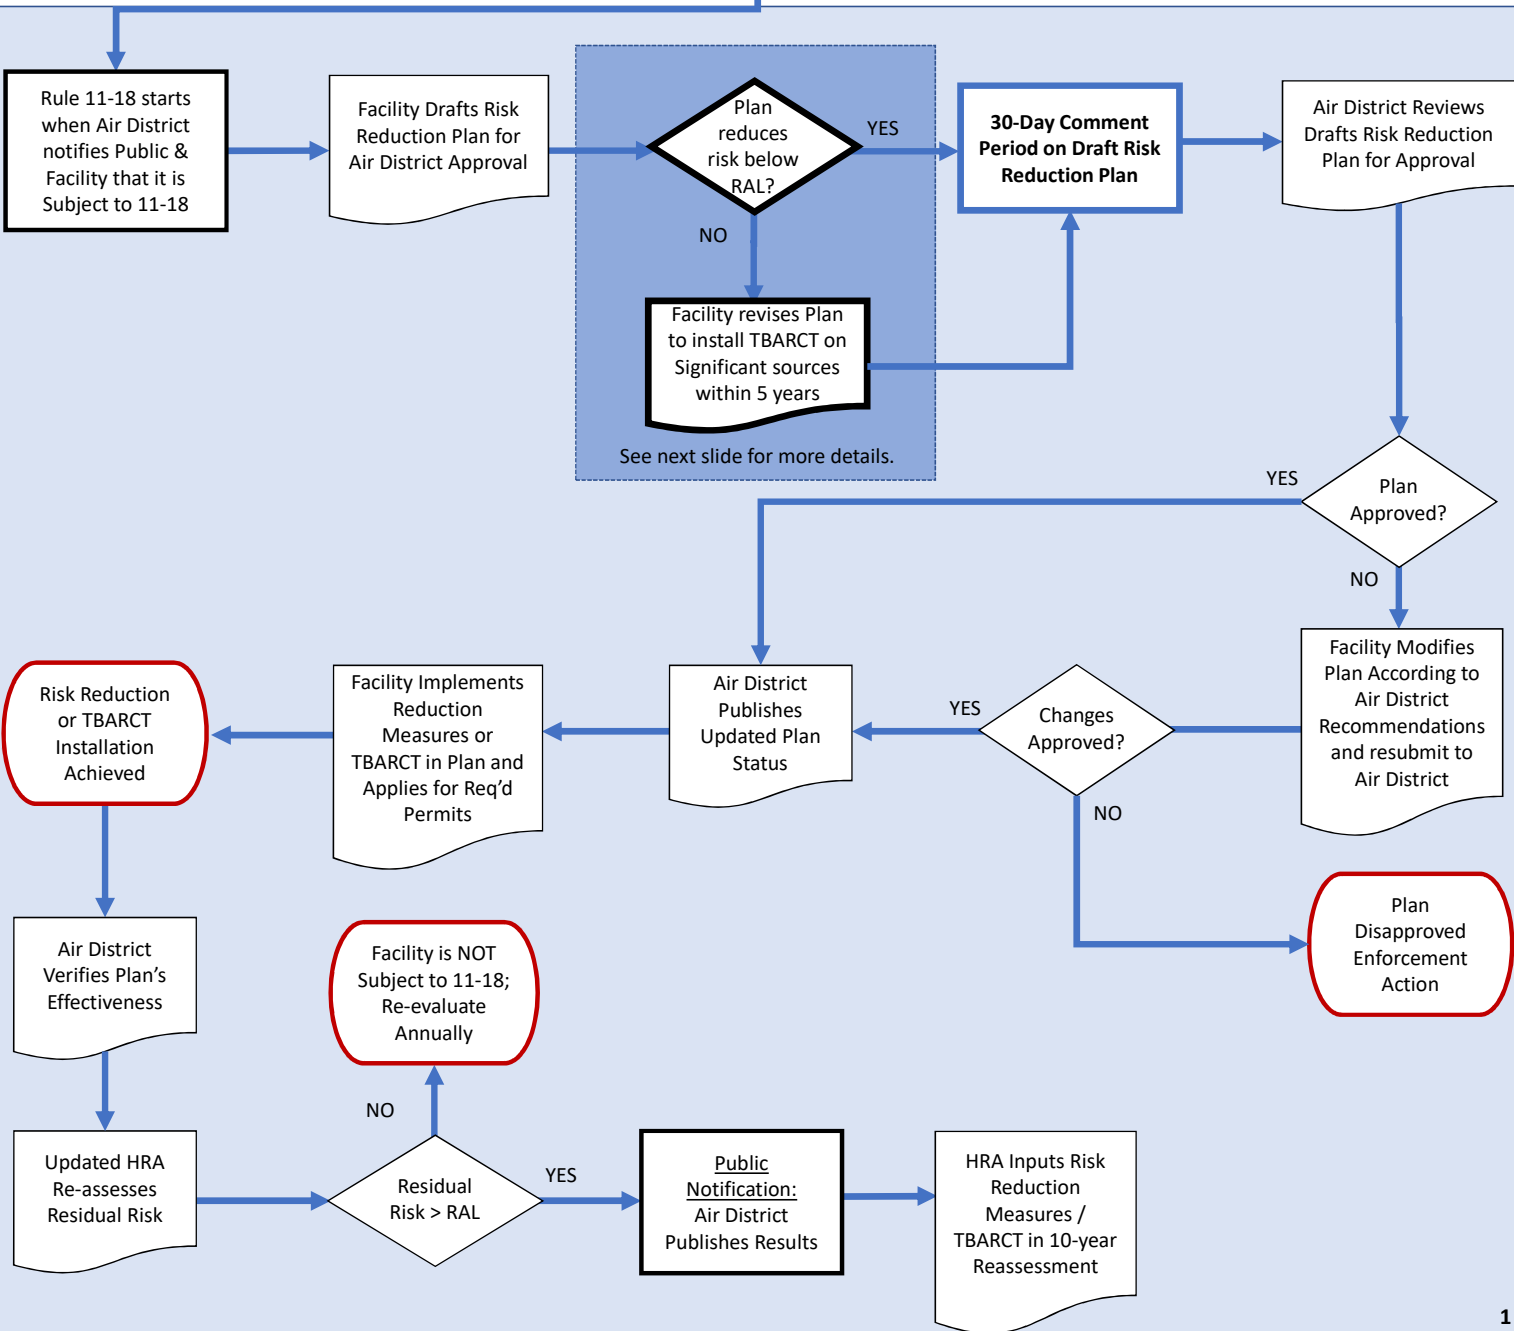 Rule 11-18 starts
when Air District
notifies Public &
Facility that it is
Subject to 11-18
Facility Drafts Risk
Reduction Plan for
Air District Approval
Plan
reduces
risk below
RAL?
YES
NO
30-Day Comment
Period on Draft Risk
Reduction Plan
Air District Reviews
Drafts Risk Reduction
Plan for Approval
Facility revises Plan
to install TBARCT on
Significant sources
within 5 years
See next slide for more details.
YES
Plan
Approved?
NO
Facility Modifies
Plan According to
Air District
Recommendations
and resubmit to
Air District
Changes
Approved?
YES
NO
Air District
Publishes
Updated Plan
Status
Facility Implements
Reduction
Measures or
TBARCT in Plan and
Applies for Req'd
Permits
Risk Reduction
or TBARCT
Installation
Achieved
Plan
Disapproved
Enforcement
Action
Air District
Verifies Plan's
Effectiveness
Facility is NOT
Subject to 11-18;
Re-evaluate
Annually
NO
Updated HRA
Re-assesses
Residual Risk
Residual
Risk > RAL
YES
Public
Notification:
Air District
Publishes Results
HRA Inputs Risk
Reduction
Measures /
TBARCT in 10-year
Reassessment
1